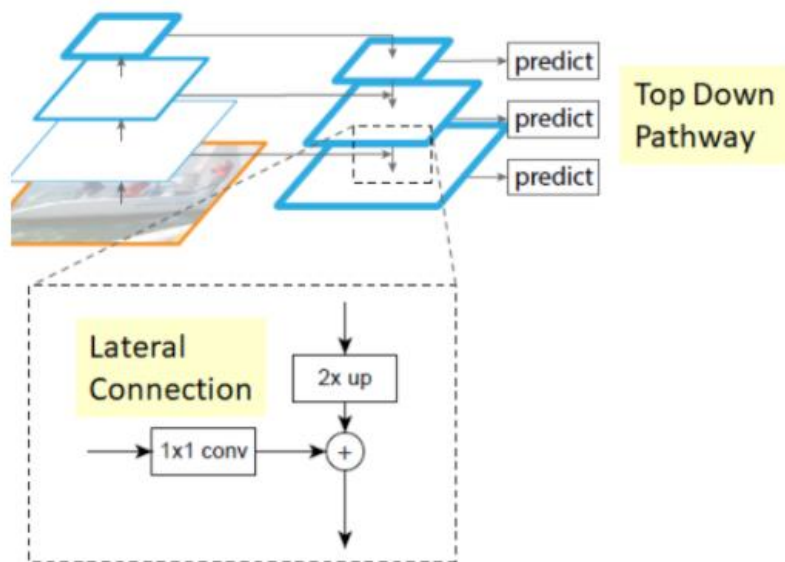 predict
Top Down
predict
Pathway
predict
Lateral
Connection
2x up
1x1 conv
+